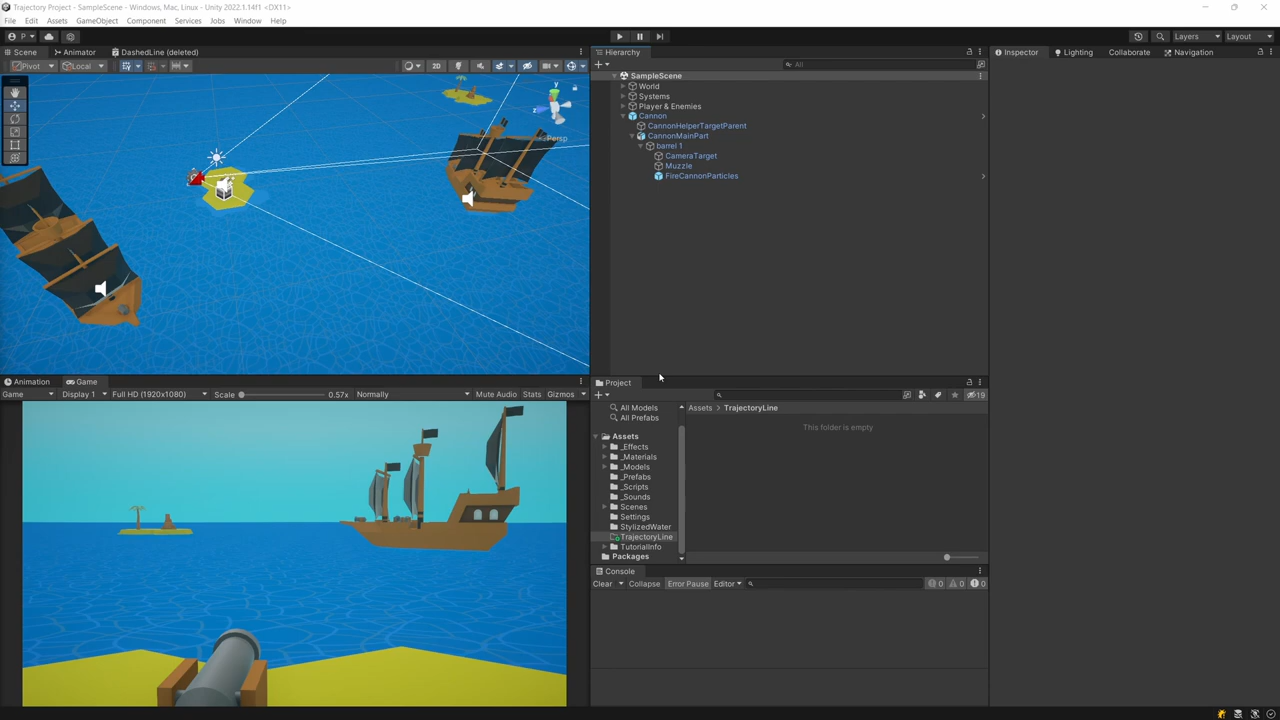 Trajectory Project - SampleScene - Windows, Mac, Linux - Unity 2022.1.14f1 <DX11>
File Edit Assets GameObject Component Services Jobs Window Help
P Layers Layout
Scene Animator DashedLine (deleted)
Pivot Local 2D
y
z
Persp
Hierarchy
All
SampleScene
World
Systems
Player & Enemies
Cannon
CannonHelperTargetParent
CannonMainPart
barrel 1
CameraTarget
Muzzle
FireCannonParticles
Inspector Lighting Collaborate Navigation
Animation Game
Game Display 1 Full HD (1920x1080) Scale 0.57x Normally Mute Audio Stats Gizmos
Project
19
All Models
All Prefabs
Assets
_Effects
_Materials
_Models
_Prefabs
_Scripts
_Sounds
Scenes
Settings
StylizedWater
TrajectoryLine
TutorialInfo
Packages
Assets > TrajectoryLine
This folder is empty
Console
Clear Collapse Error Pause Editor 0 0 0